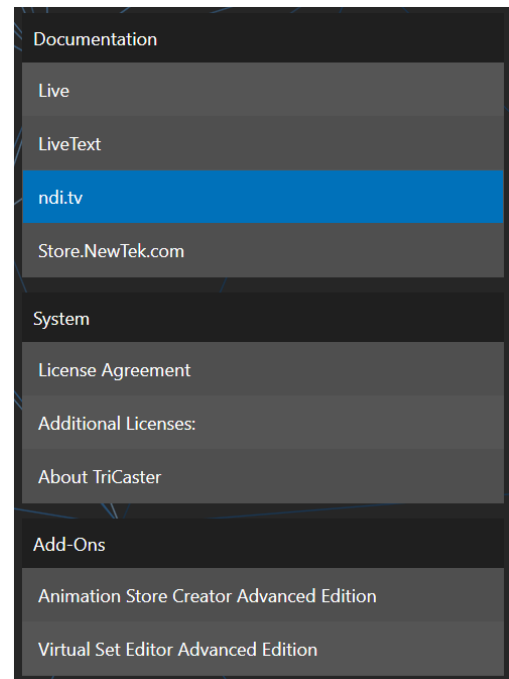 Documentation
Live
LiveText
ndi.tv
Store.NewTek.com
System
License Agreement
Additional Licenses:
About TriCaster
Add-Ons
Animation Store Creator Advanced Edition
Virtual Set Editor Advanced Edition